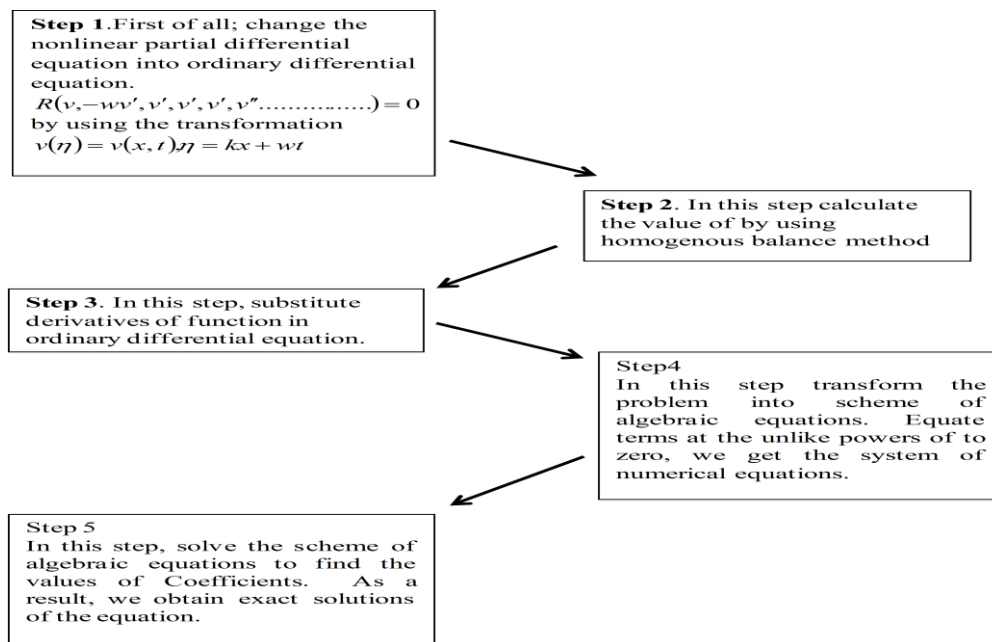 Step 1.First of all; change the
nonlinear partial differential
equation into ordinary differential
equation.
R(v,−wv′,v′,v′,v′,v″……………)=0
by using the transformation
v(η)=v(x,t),η=kx+wt
Step 2. In this step calculate
the value of by using
homogenous balance method
Step 3. In this step, substitute
derivatives of function in
ordinary differential equation.
Step4
In this step transform the
problem into scheme of
algebraic equations. Equate
terms at the unlike powers of to
zero, we get the system of
numerical equations.
Step 5
In this step, solve the scheme of
algebraic equations to find the
values of Coefficients. As a
result, we obtain exact solutions
of the equation.